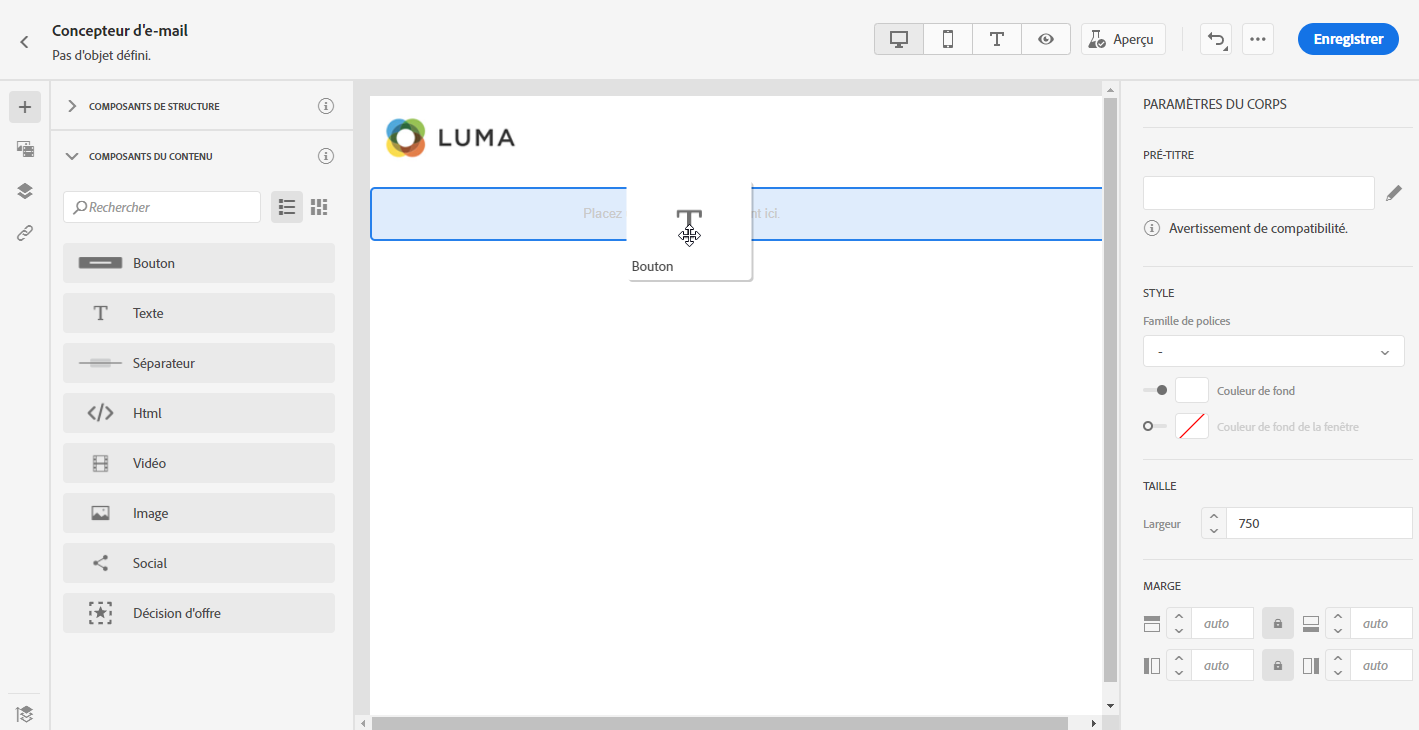 Concepteur d'e-mail
Pas d'objet défini.
Aperçu
Enregistrer
COMPOSANTS DE STRUCTURE
COMPOSANTS DU CONTENU
Rechercher
Bouton
Texte
Séparateur
Html
Vidéo
Image
Social
Décision d'offre
LUMA
Placez
ici.
Bouton
PARAMÈTRES DU CORPS
PRÉ-TITRE
Avertissement de compatibilité.
STYLE
Famille de polices
-
Couleur de fond
Couleur de fond de la fenêtre
TAILLE
Largeur 750
MARGE
auto auto
auto auto